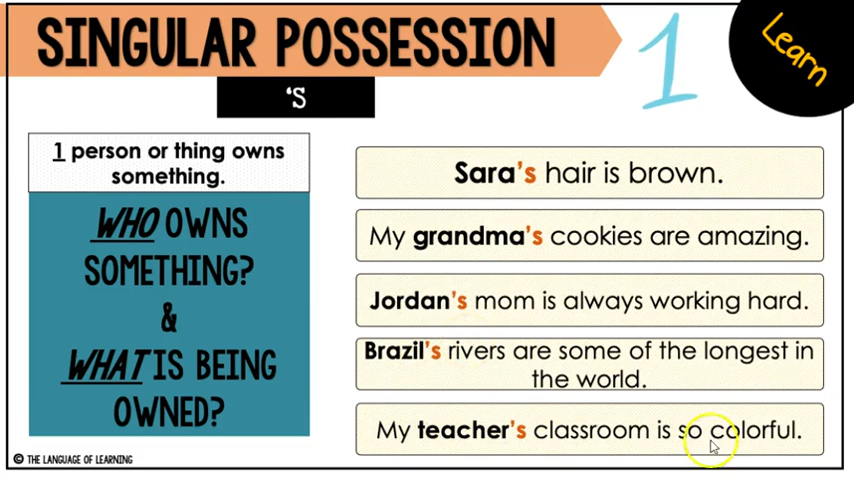 SINGULAR POSSESSION
1
Learn
‘S
1 person or thing owns
something.
WHO OWNS
SOMETHING?
&
WHAT IS BEING
OWNED?
Sara’s hair is brown.
My grandma’s cookies are amazing.
Jordan’s mom is always working hard.
Brazil’s rivers are some of the longest in
the world.
My teacher’s classroom is so colorful.
© THE LANGUAGE OF LEARNING